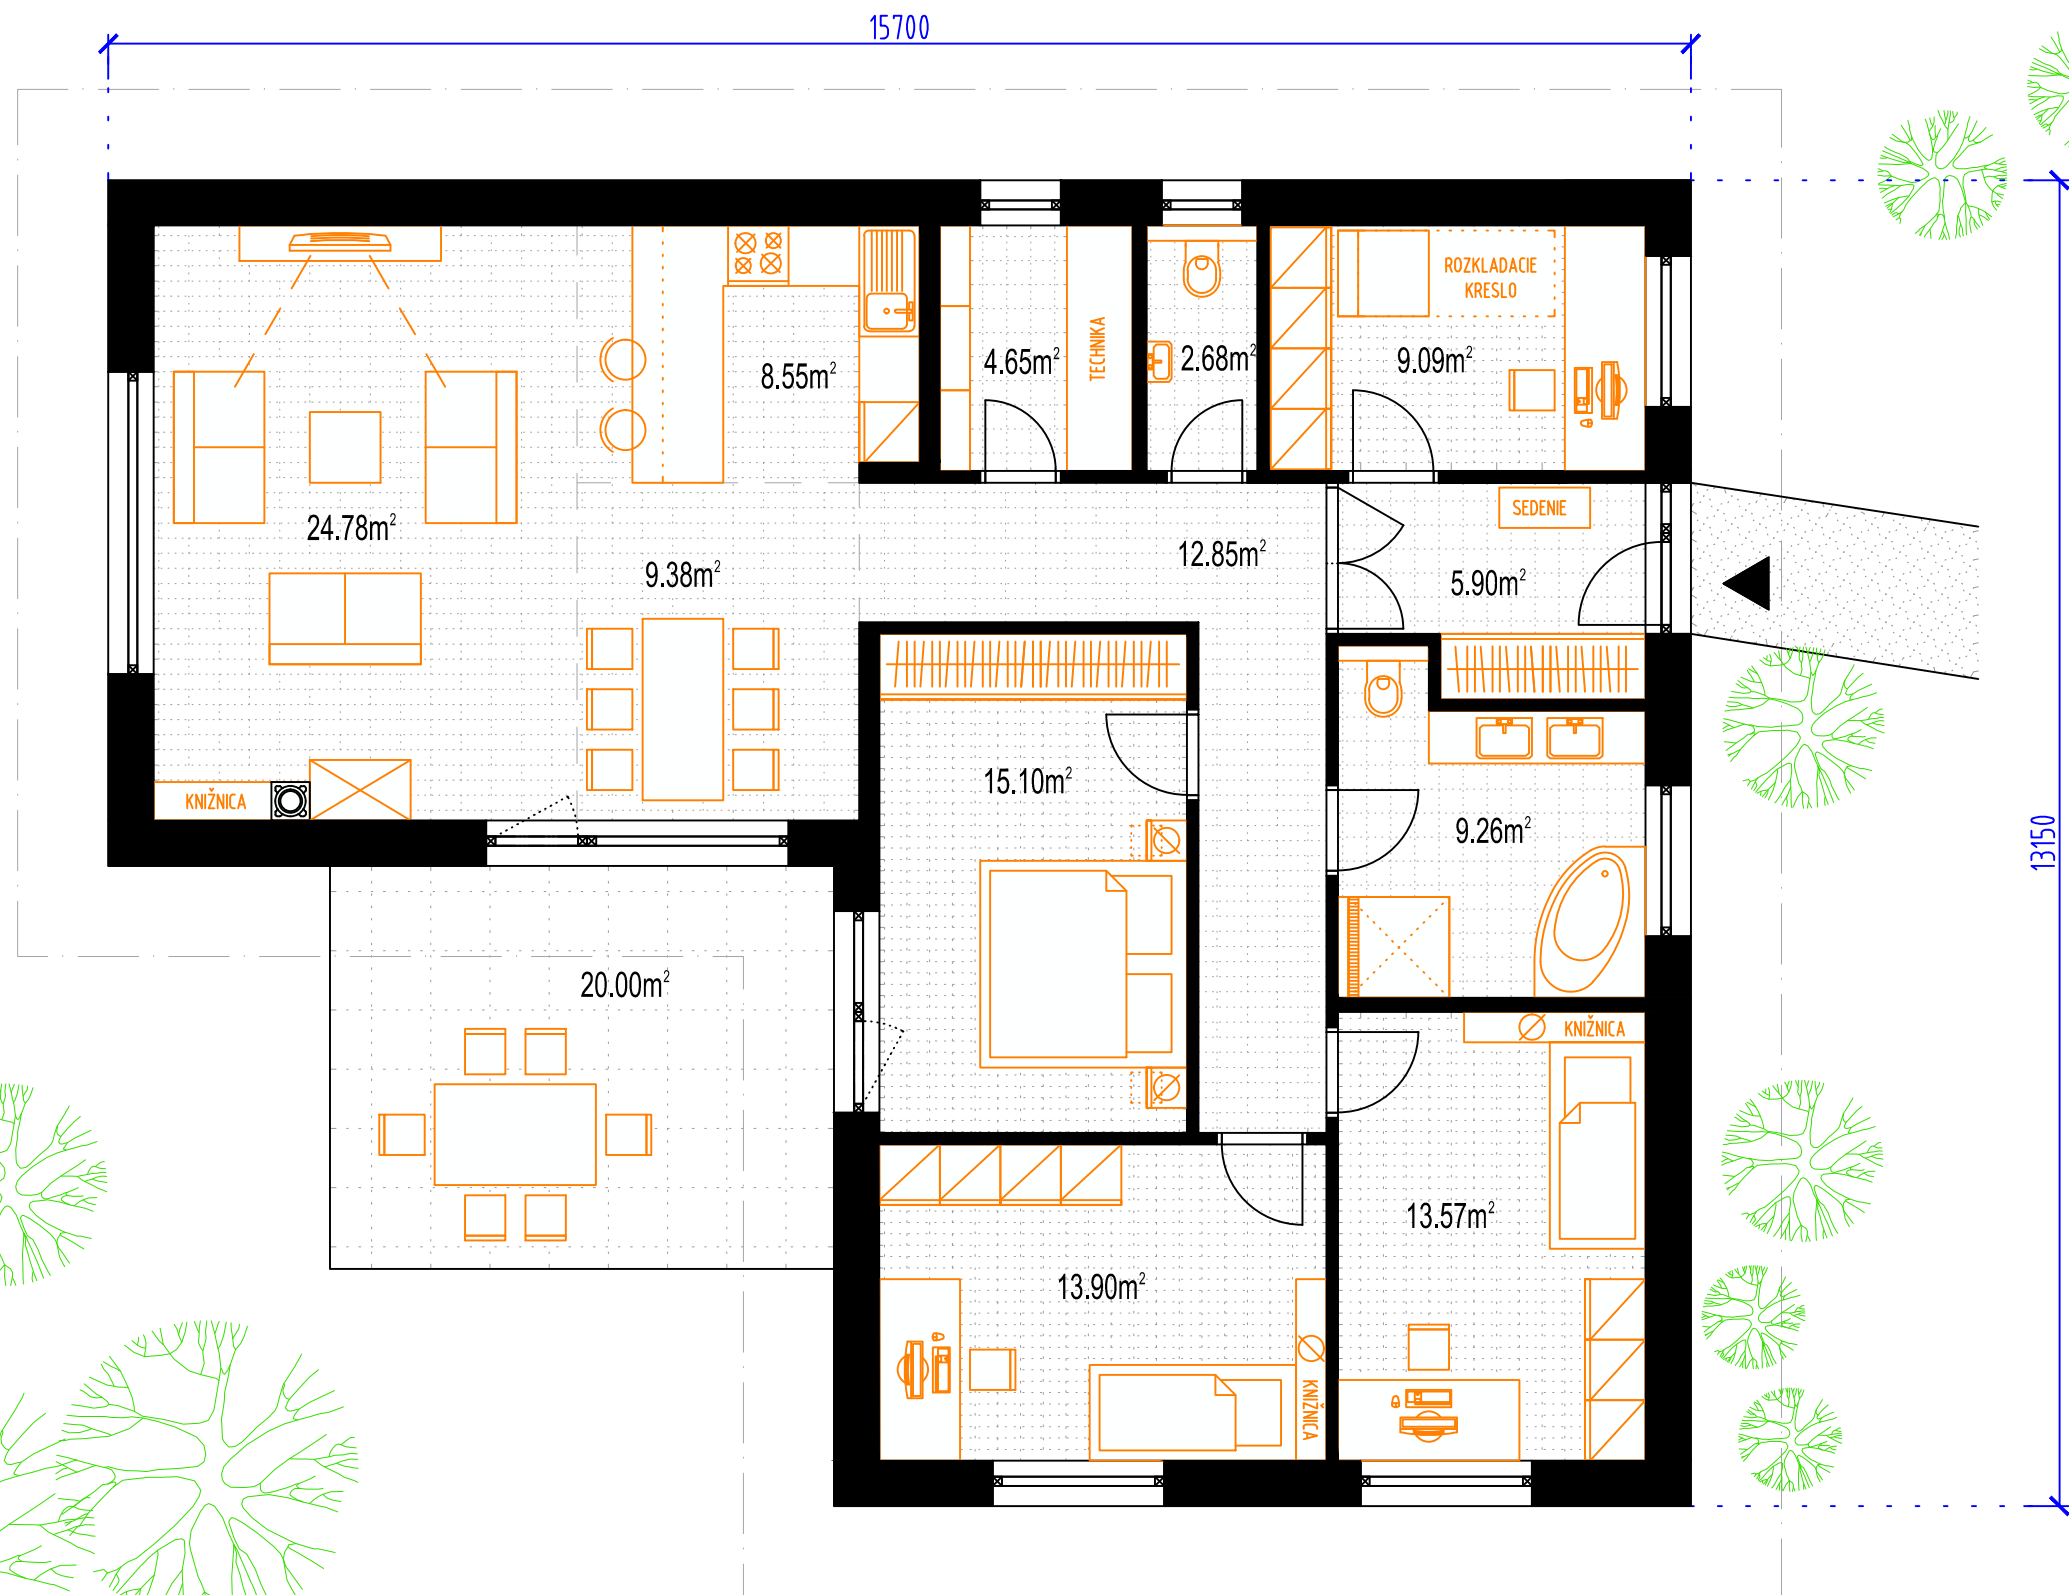 15700
ROZKLADACIE
KRESLO
TECHNIKA
8.55m²
4.65m²
2.68m²
9.09m²
SEDENIE
24.78m²
9.38m²
12.85m²
5.90m²
15.10m²
KNIŽNICA
9.26m²
13150
20.00m²
KNIŽNICA
13.57m²
13.90m²
KNIŽNICA